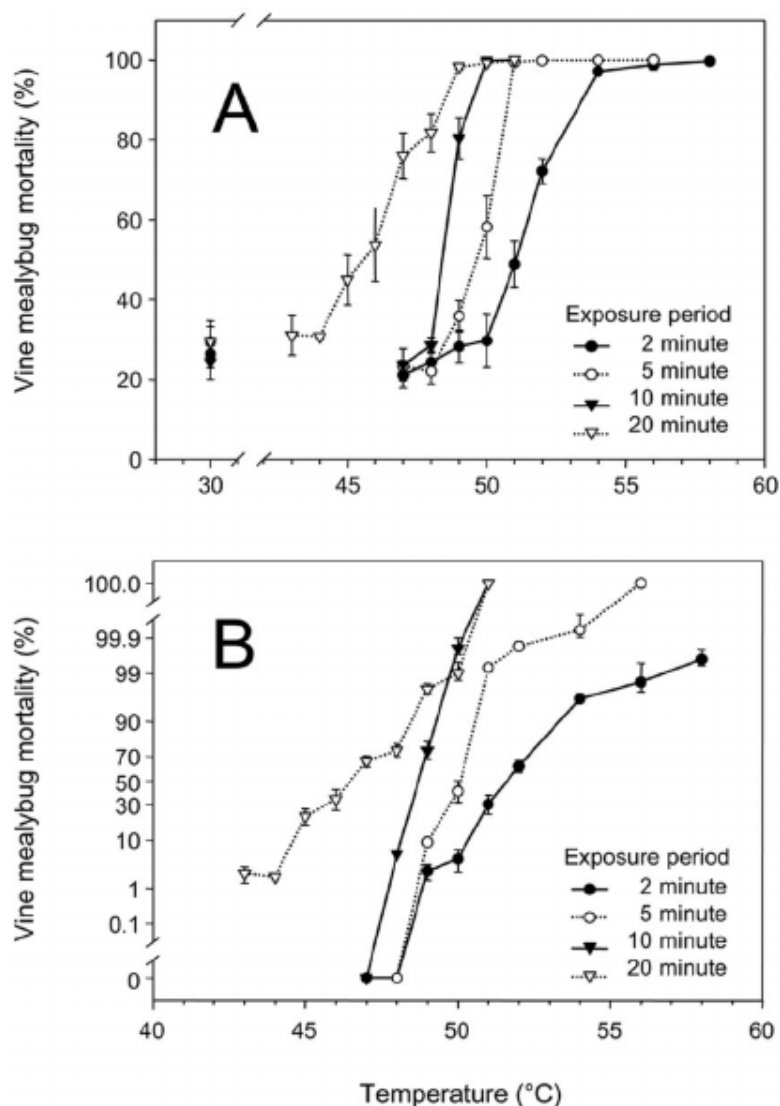 Vine mealybug mortality (%)
100
80
60
40
20
0
A
Exposure period
2 minute
5 minute
10 minute
20 minute
30 45 50 56 60
Vine mealybug mortality (%)
100.0
99.9
99
90
70
50
30
10
1
0.1
0
B
Exposure period
2 minute
5 minute
10 minute
20 minute
40 45 50 56 60
Temperature (°C)